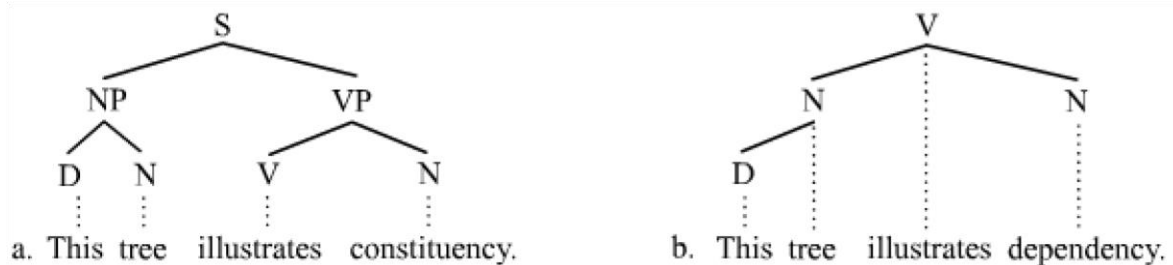 S V
NP VP N N
D N V N D
a. This tree illustrates constituency. b. This tree illustrates dependency.